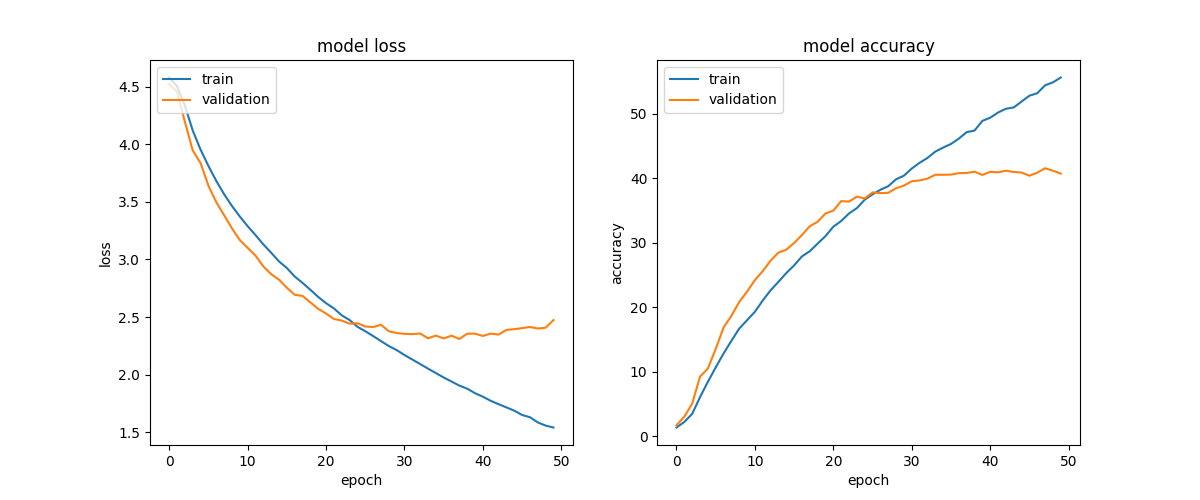 model loss
train
validation
4.5
4.0
3.5
3.0
2.5
2.0
1.5
loss
0 10 20 30 40 50
epoch
model accuracy
train
validation
50
40
30
20
10
0
accuracy
0 10 20 30 40 50
epoch